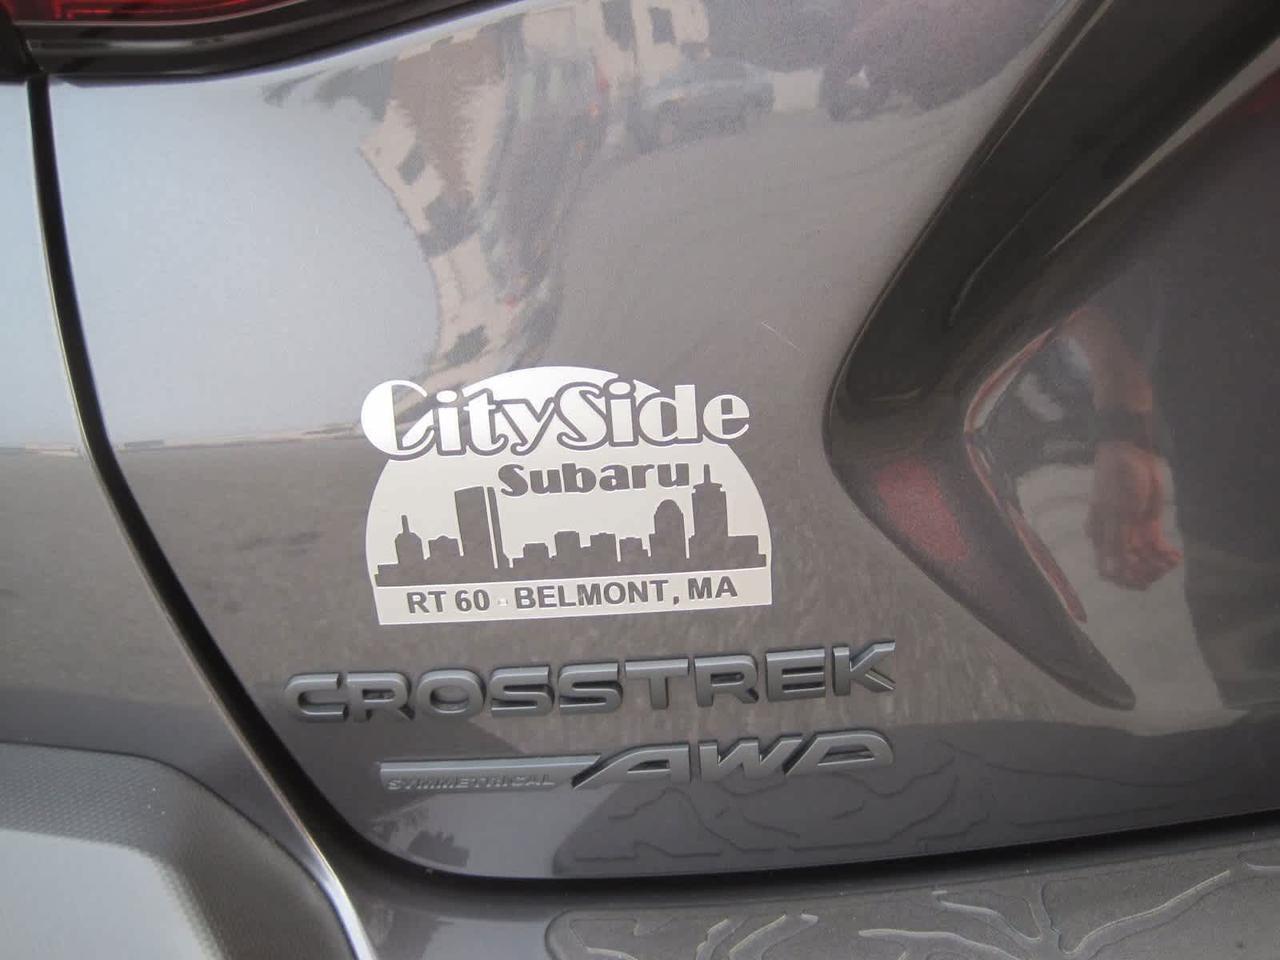 CitySide
Subaru
RT 60 - BELMONT, MA
CROSSTREK
SYMMETRICAL AWD